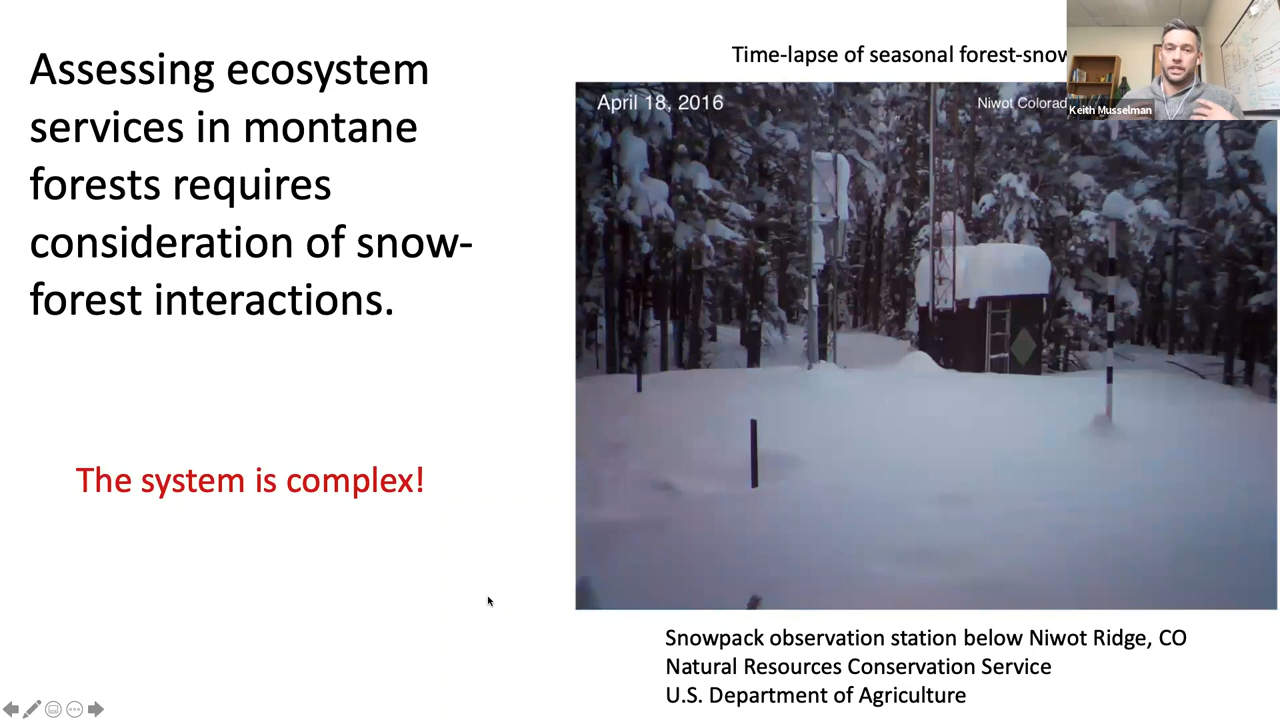 Assessing ecosystem
services in montane
forests requires
consideration of snow-
forest interactions.
The system is complex!
Time-lapse of seasonal forest-snow
April 18, 2016
Niwot Colorad
Keith Musselman
Snowpack observation station below Niwot Ridge, CO
Natural Resources Conservation Service
U.S. Department of Agriculture